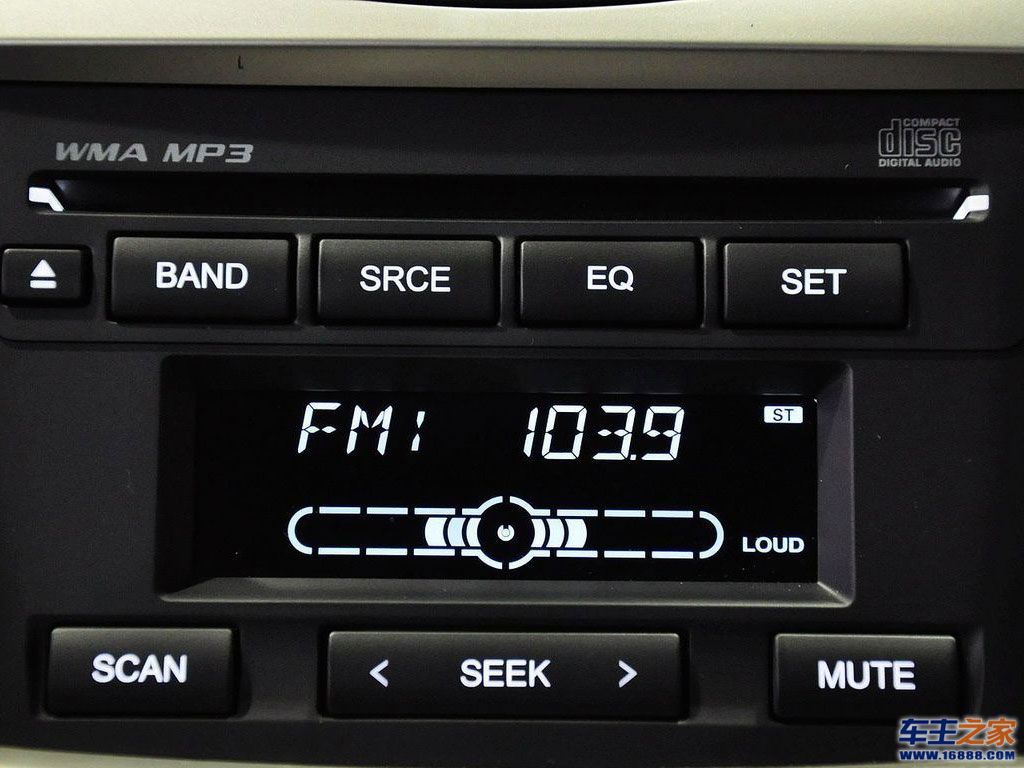 WMA MP3
COMPACT
disc
DIGITAL AUDIO
BAND
SRCE
EQ
SET
FM1 103.9
ST
LOUD
SCAN
< SEEK >
MUTE
车主之家
www.16888.com